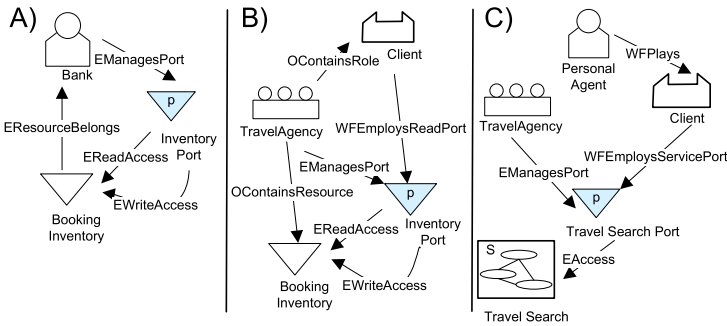 A)
Bank
EManagesPort
p
EResourceBelongs
Inventory
Port
EReadAccess
EWriteAccess
Booking
Inventory
B)
Client
OContainsRole
TravelAgency
WFEmploysReadPort
EManagesPort
OContainsResource
p
EReadAccess
Inventory
Port
EWriteAccess
Booking
Inventory
C)
WFPlays
Personal
Agent
Client
TravelAgency
WFEmploysServicePort
EManagesPort
p
Travel Search Port
S
EAccess
Travel Search